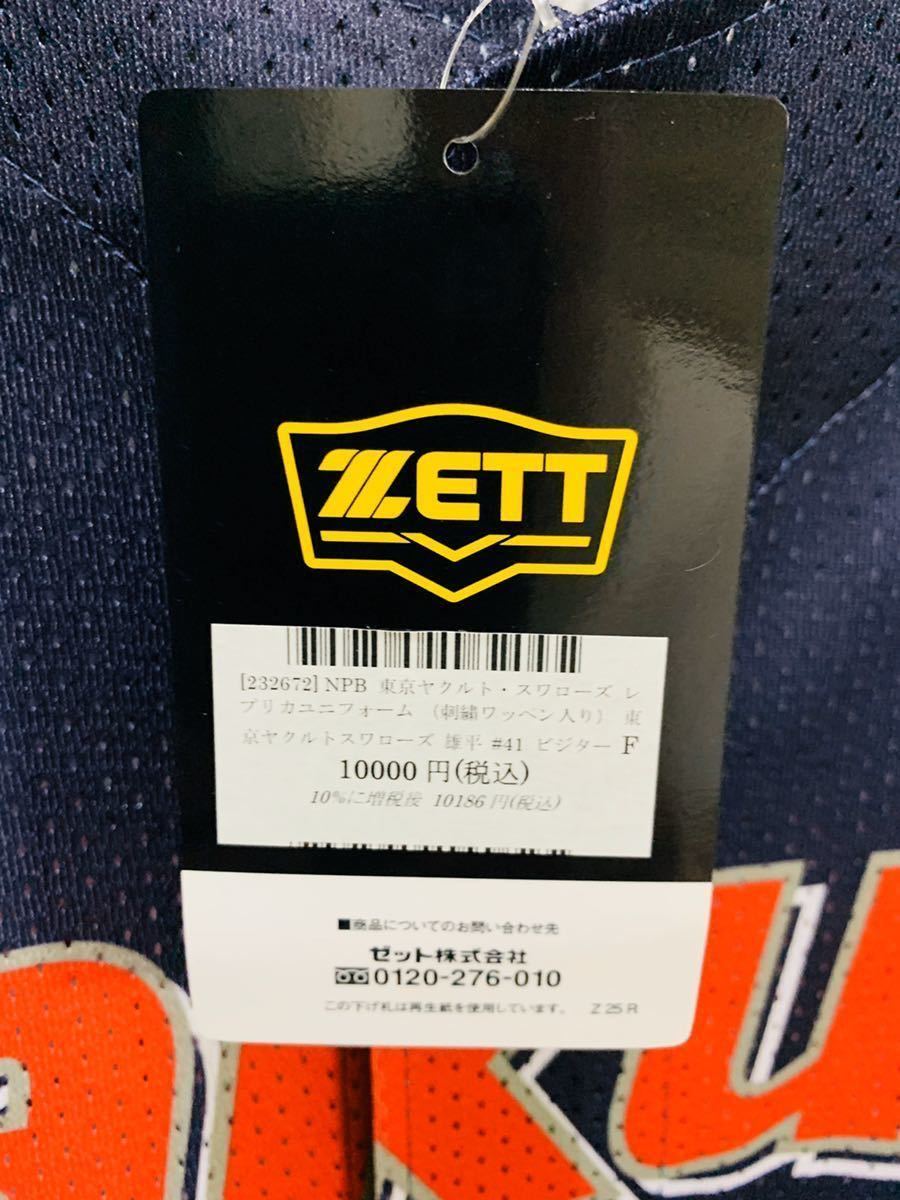 ZETT
[232672] NPB 東京ヤクルト・スワローズ レ
プリカユニフォーム （刺繍ワッペン入り） 東
京ヤクルトスワローズ 雄平 #41 ビジター F
10000 円(税込)
10%に増税後 10186 円(税込)
■商品についてのお問い合わせ先
ゼット株式会社
0120-276-010
この下げ札は再生紙を使用しています。 Z 25 R
ku